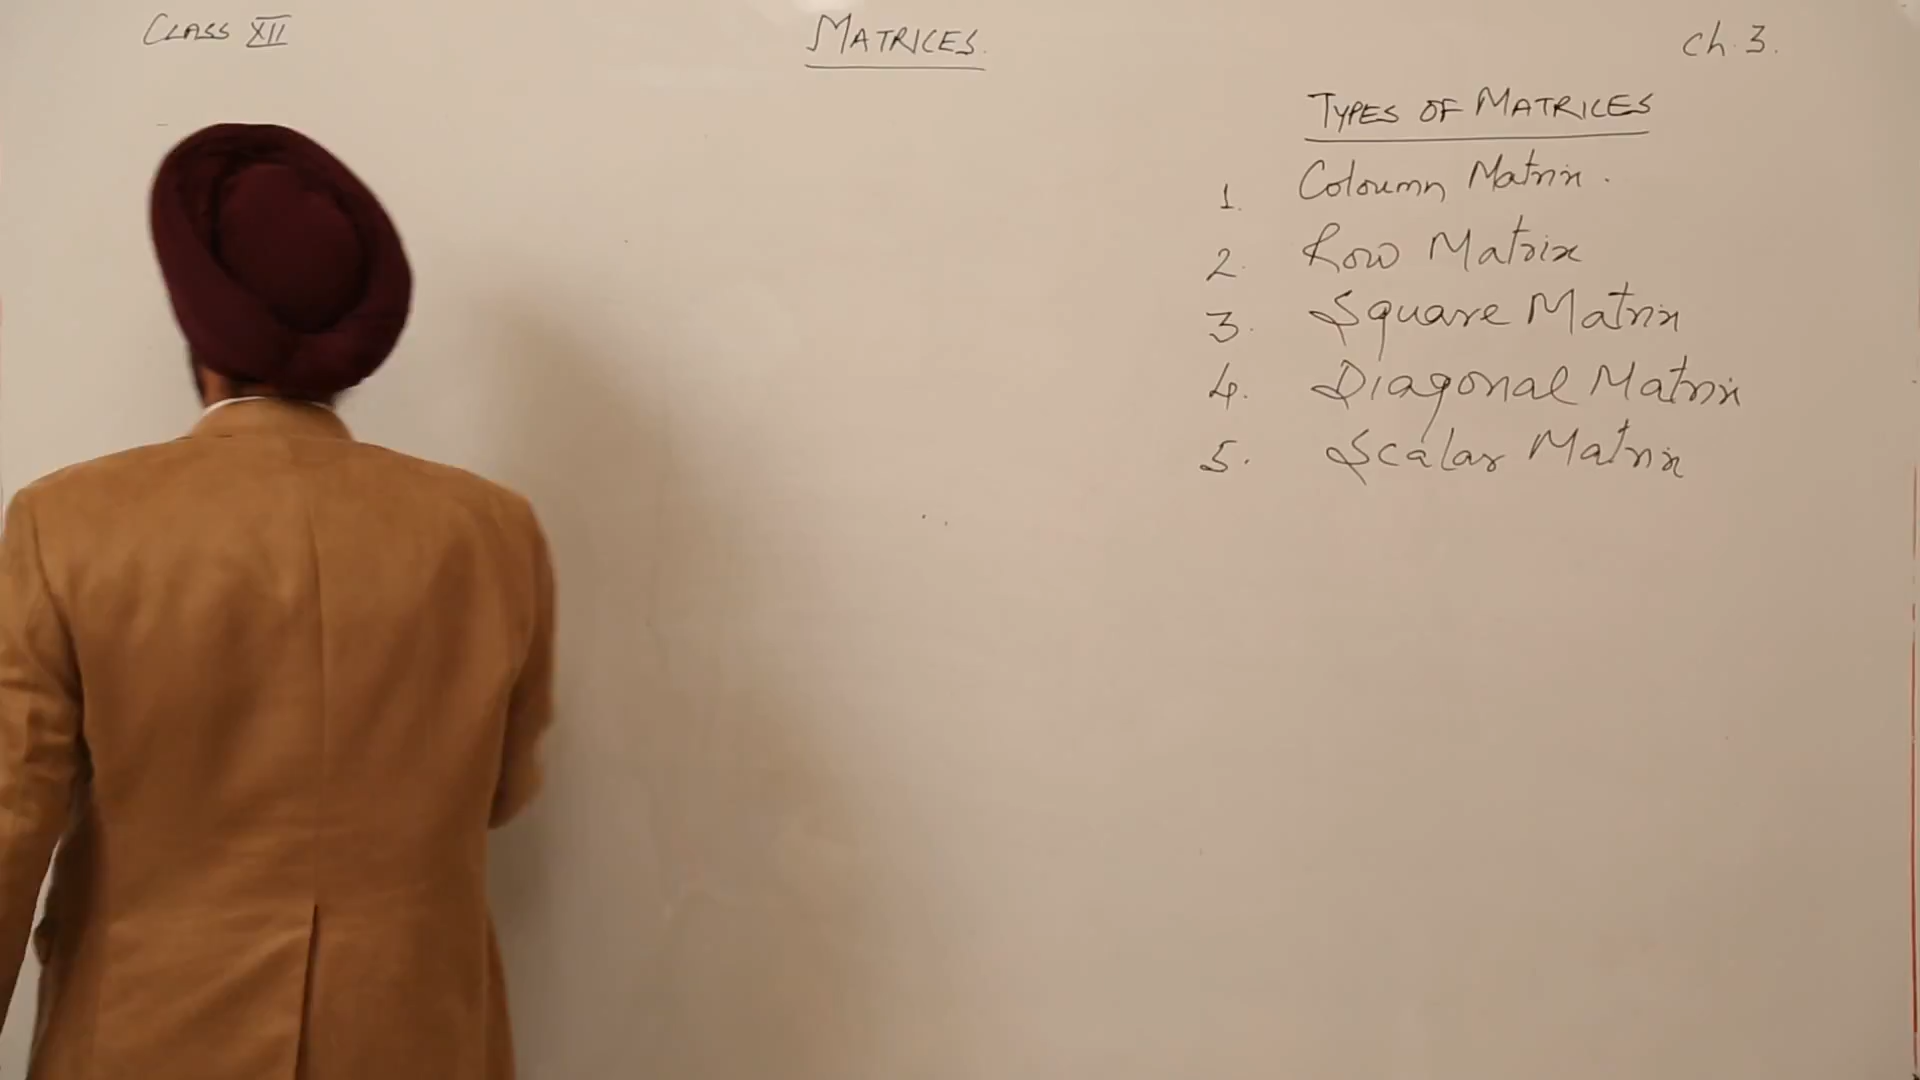 CLASS XII
MATRICES.
Ch. 3.
TYPES OF MATRICES
1. Coloumn Matrix.
2. Row Matrix
3. Square Matrix
4. Diagonal Matrix
5. Scalar Matrix